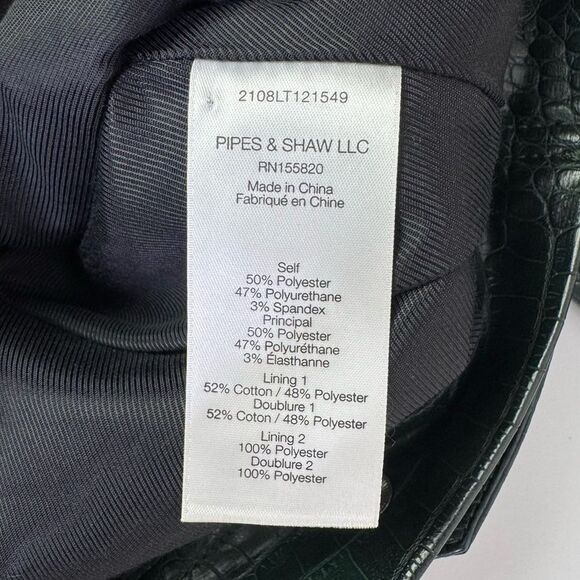 2108LT121549
PIPES & SHAW LLC
RN155820
Made in China
Fabriqué en Chine
Self
50% Polyester
47% Polyurethane
3% Spandex
Principal
50% Polyester
47% Polyuréthane
3% Élasthanne
Lining 1
52% Cotton / 48% Polyester
Doublure 1
52% Cotton / 48% Polyester
Lining 2
100% Polyester
Doublure 2
100% Polyester